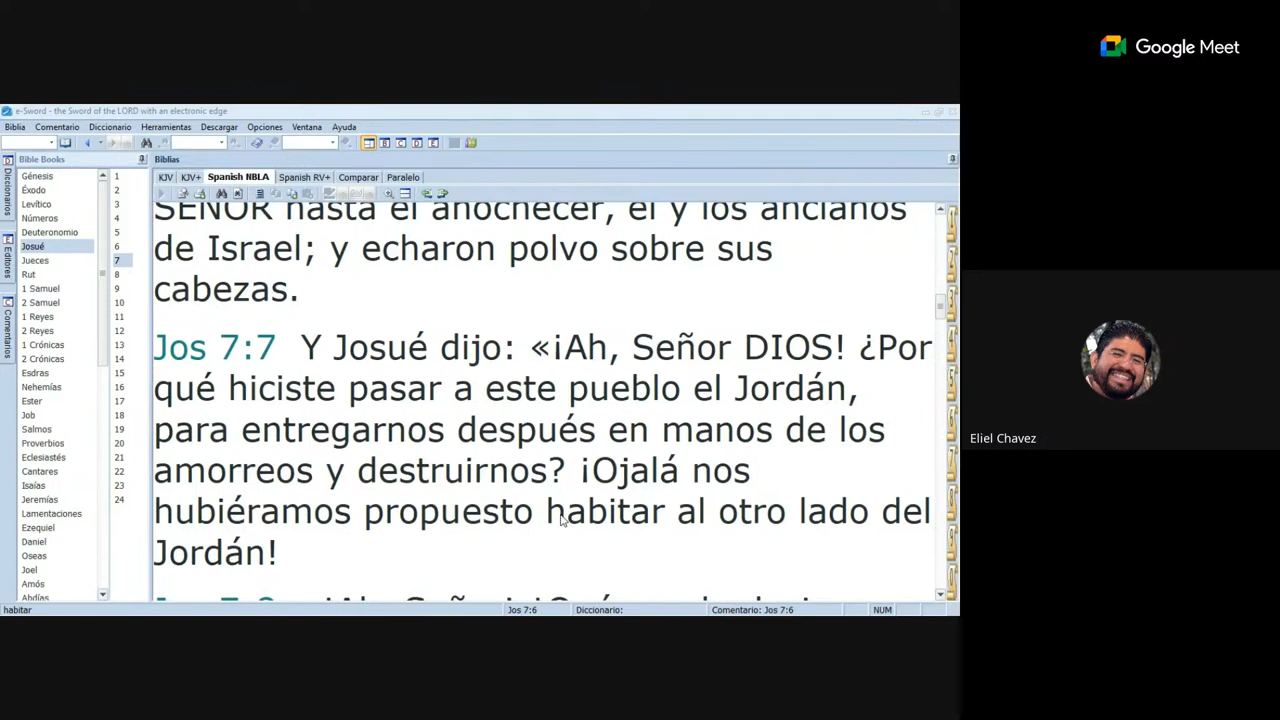 Google Meet
e-Sword - the Sword of the LORD with an electronic edge
Biblia Comentario Diccionario Herramientas Descargar Opciones Ventana Ayuda
B C D E
Bible Books
Biblias
KJV KJV+ Spanish NBLA Spanish RV+ Comparar Paralelo
Diccionarios
Editores
Comentarios
Génesis 1
Éxodo 2
Levítico 3
Números 4
Deuteronomio 5
Josué 6
Jueces 7
Rut 8
1 Samuel 9
2 Samuel 10
1 Reyes 11
2 Reyes 12
1 Crónicas 13
2 Crónicas 14
Esdras 15
Nehemías 16
Ester 17
Job 18
Salmos 19
Proverbios 20
Eclesiastés 21
Cantares 22
Isaías 23
Jeremías 24
Lamentaciones
Ezequiel
Daniel
Oseas
Joel
Amós
Abdías
SEÑOR hasta el anochecer, él y los ancianos
de Israel; y echaron polvo sobre sus
cabezas.
Jos 7:7 Y Josué dijo: «¡Ah, Señor DIOS! ¿Por
qué hiciste pasar a este pueblo el Jordán,
para entregarnos después en manos de los
amorreos y destruirnos? ¡Ojalá nos
hubiéramos propuesto habitar al otro lado del
Jordán!
habitar Jos 7:6 Diccionario: Comentario: Jos 7:6 NUM
Eliel Chavez